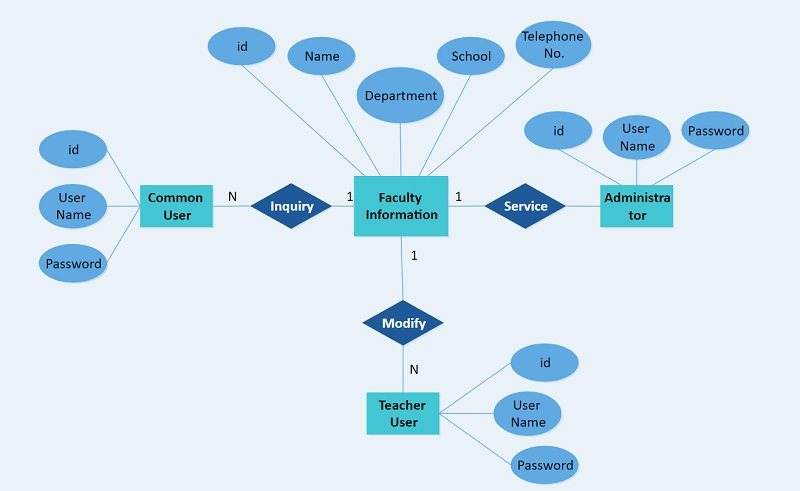 id
Name
Department
School
Telephone
No.
id
User
Name
Password
id
User
Name
Password
Common
User
N
Inquiry
1
Faculty
Information
1
Service
Administra
tor
1
Modify
N
Teacher
User
id
User
Name
Password